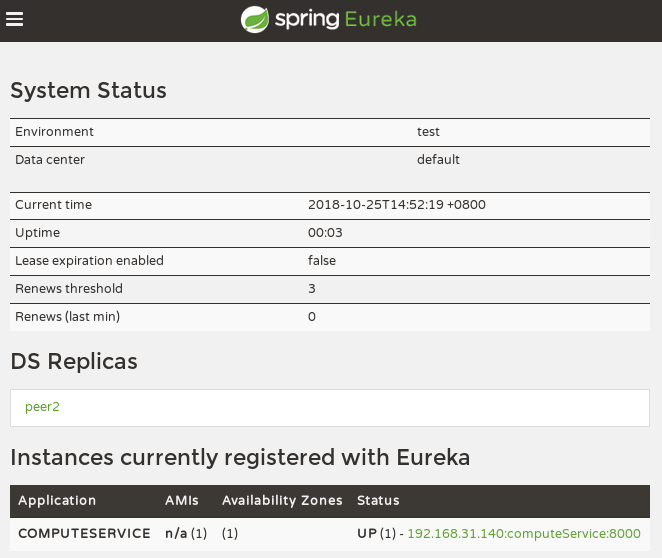 spring Eureka
System Status
Environment test
Data center default
Current time 2018-10-25T14:52:19 +0800
Uptime 00:03
Lease expiration enabled false
Renews threshold 3
Renews (last min) 0
DS Replicas
peer2
Instances currently registered with Eureka
Application AMIs Availability Zones Status
COMPUTESERVICE n/a (1) (1) UP (1) - 192.168.31.140:computeService:8000